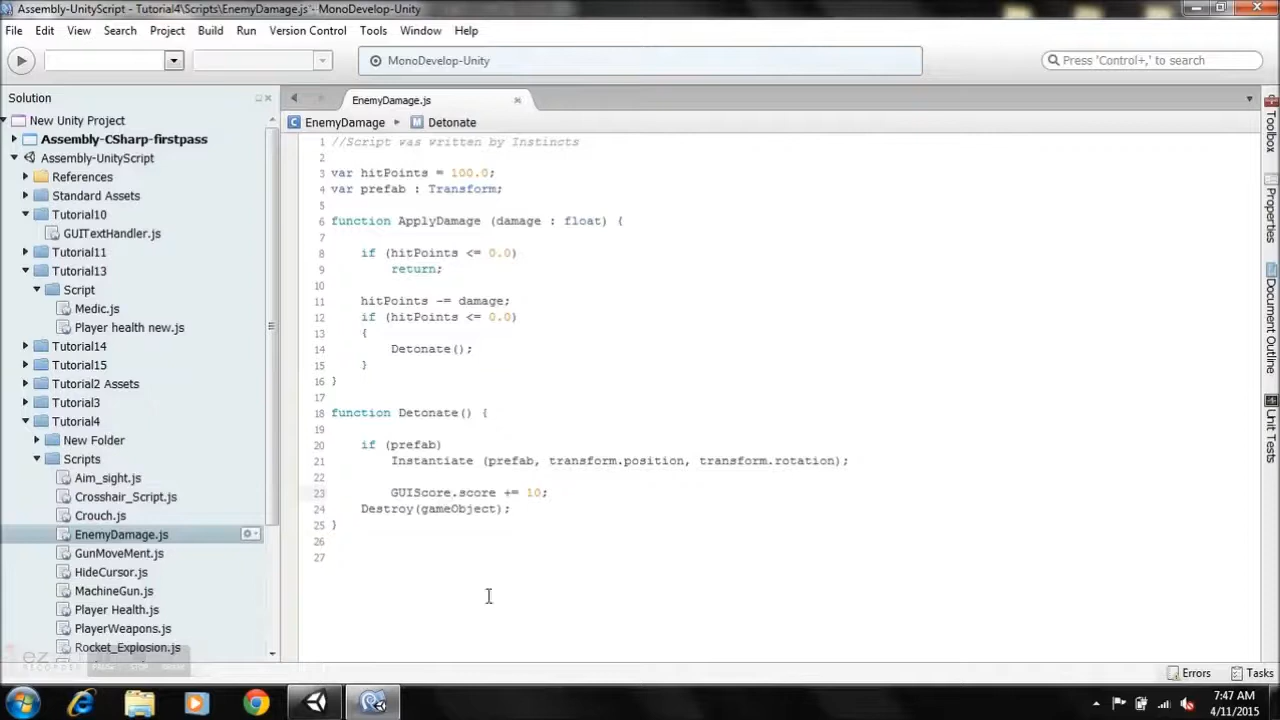 Assembly-UnityScript - Tutorial4\Scripts\EnemyDamage.js* - MonoDevelop-Unity
File Edit View Search Project Build Run Version Control Tools Window Help
MonoDevelop-Unity
Press 'Control+,' to search
Solution
New Unity Project
Assembly-CSharp-firstpass
Assembly-UnityScript
References
Standard Assets
Tutorial10
GUITextHandler.js
Tutorial11
Tutorial13
Script
Medic.js
Player health new.js
Tutorial14
Tutorial15
Tutorial2 Assets
Tutorial3
Tutorial4
New Folder
Scripts
Aim_sight.js
Crosshair_Script.js
Crouch.js
EnemyDamage.js
GunMoveMent.js
HideCursor.js
MachineGun.js
Player Health.js
PlayerWeapons.js
Rocket_Explosion.js
EnemyDamage.js
EnemyDamage Detonate
1 //Script was written by Instincts
2
3 var hitPoints = 100.0;
4 var prefab : Transform;
5
6 function ApplyDamage (damage : float) {
7
8 if (hitPoints <= 0.0)
9 return;
10
11 hitPoints -= damage;
12 if (hitPoints <= 0.0)
13 {
14 Detonate();
15 }
16 }
17
18 function Detonate() {
19
20 if (prefab)
21 Instantiate (prefab, transform.position, transform.rotation);
22
23 GUIScore.score += 10;
24 Destroy(gameObject);
25 }
26
27
Toolbox
Properties
Document Outline
Unit Tests
ez
RECORDER
STOP
Errors Tasks
7:47 AM
4/11/2015